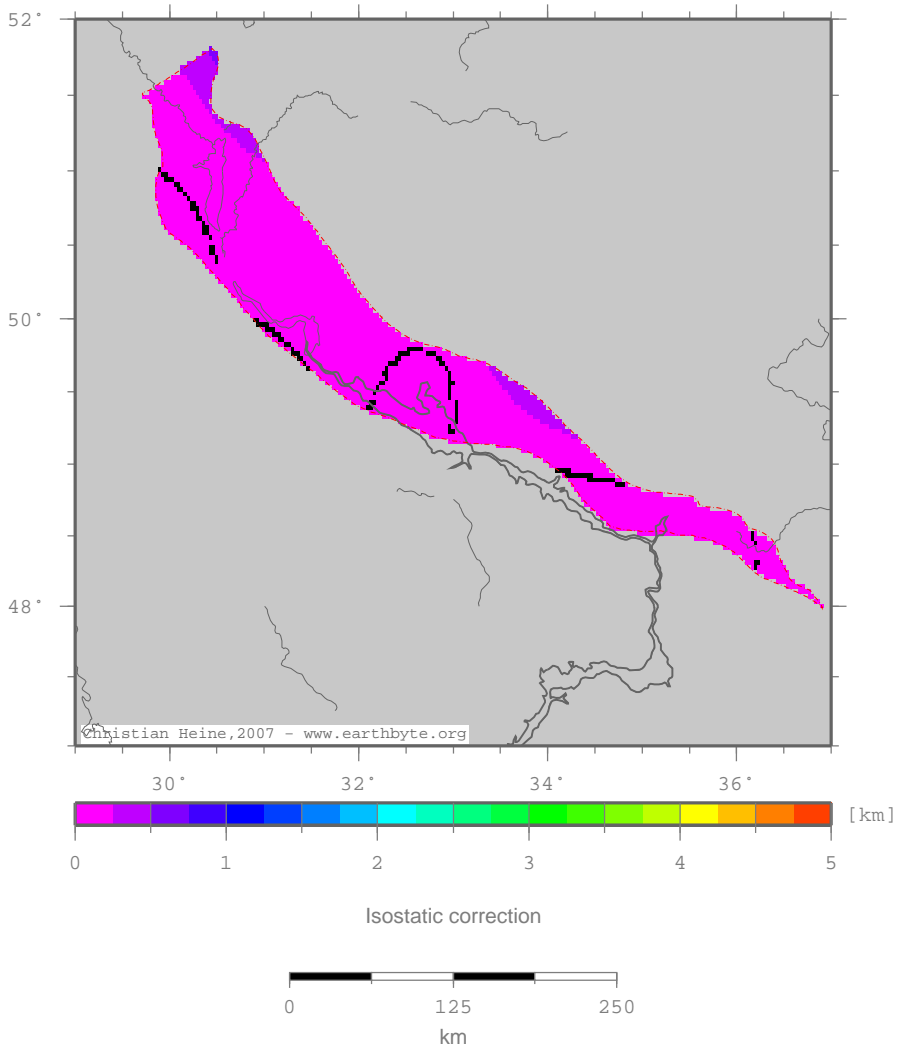 52°
50°
48°
Christian Heine,2007 - www.earthbyte.org
30° 32° 34° 36°
[km]
0 1 2 3 4 5
Isostatic correction
0 125 250
km